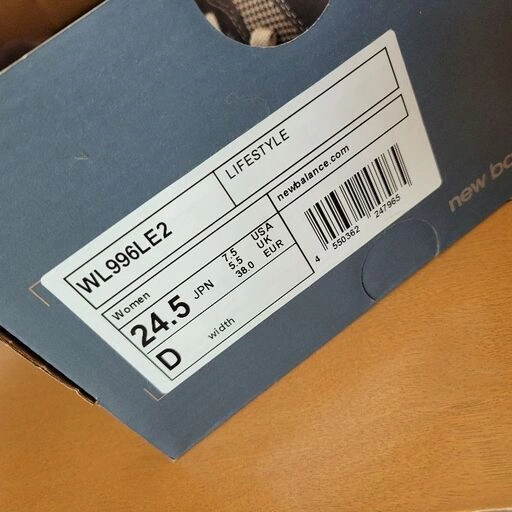 WL996LE2
LIFESTYLE
Women
24.5 JPN
7.5 USA
5.5 UK
38.0 EUR
D width
newbalance.com
4 550362 247965
new ba